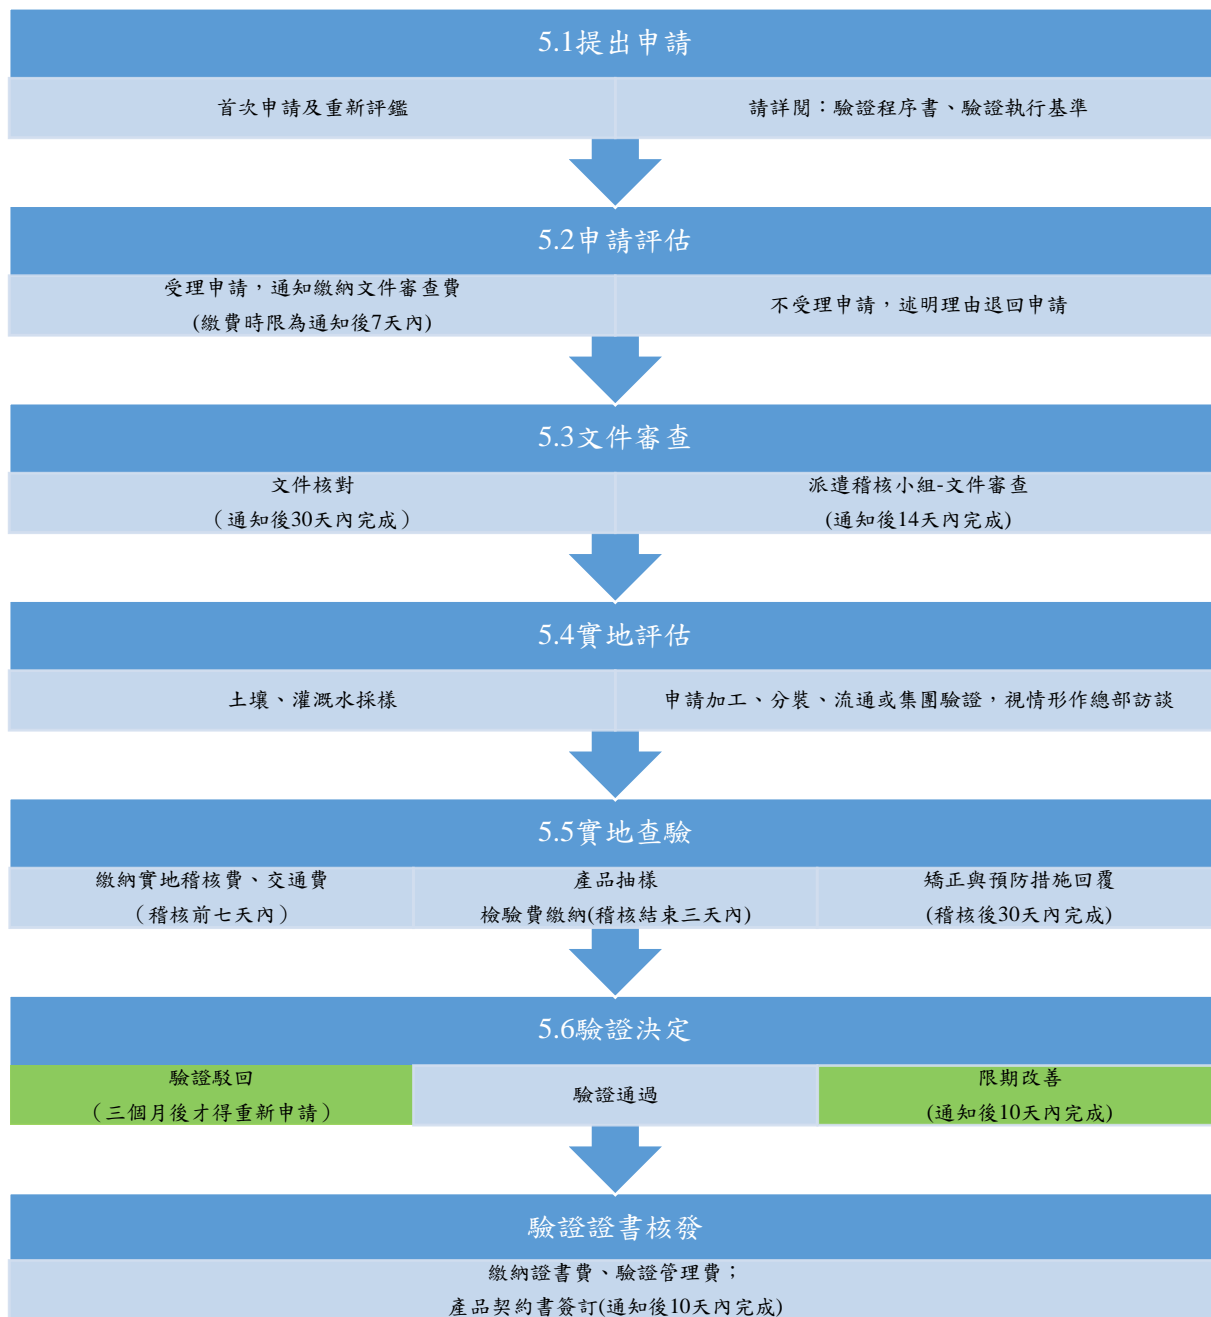 5.1提出申請
首次申請及重新評鑑
請詳閱：驗證程序書、驗證執行基準
5.2申請評估
受理申請，通知繳納文件審查費
(繳費時限為通知後7天內)
不受理申請，述明理由退回申請
5.3文件審查
文件核對
（通知後30天內完成）
派遣稽核小組-文件審查
(通知後14天內完成)
5.4實地評估
土壤、灌溉水採樣
申請加工、分裝、流通或集團驗證，視情形作總部訪談
5.5實地查驗
繳納實地稽核費、交通費
（稽核前七天內）
產品抽樣
檢驗費繳納(稽核結束三天內)
矯正與預防措施回覆
(稽核後30天內完成)
5.6驗證決定
驗證駁回
（三個月後才得重新申請）
驗證通過
限期改善
(通知後10天內完成)
驗證證書核發
繳納證書費、驗證管理費；
產品契約書簽訂(通知後10天內完成)